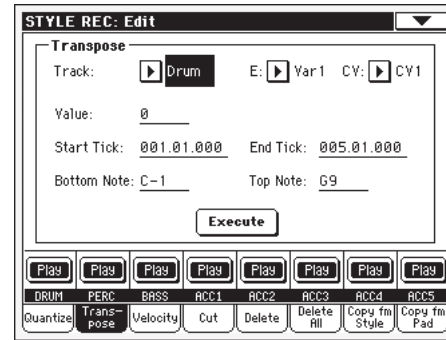 STYLE REC: Edit
Transpose
Track: Drum E: Var1 CV: CV1
Value: 0
Start Tick: 001.01.000 End Tick: 005.01.000
Bottom Note: C-1 Top Note: G9
Execute
Play Play Play Play Play Play Play Play
DRUM PERC BASS ACC1 ACC2 ACC3 ACC4 ACC5
Quantize Trans-pose Velocity Cut Delete Delete All Copy fm Style Copy fm Pad